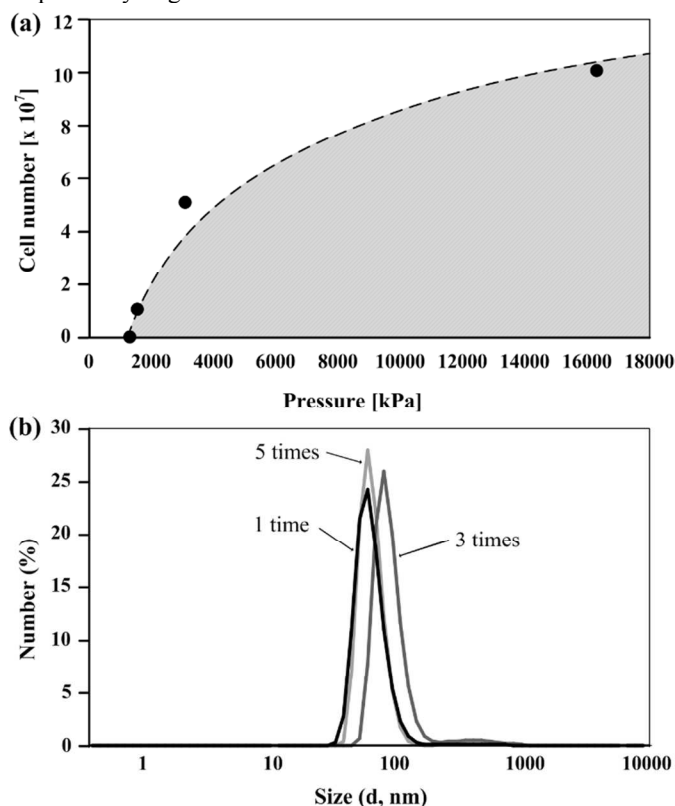 (a)
12
10
8
6
4
2
0
Cell number [x 10⁷]
0 2000 4000 6000 8000 10000 12000 14000 16000 18000
Pressure [kPa]
(b)
30
25
20
15
10
5
0
Number (%)
5 times
1 time
3 times
1 10 100 1000 10000
Size (d, nm)